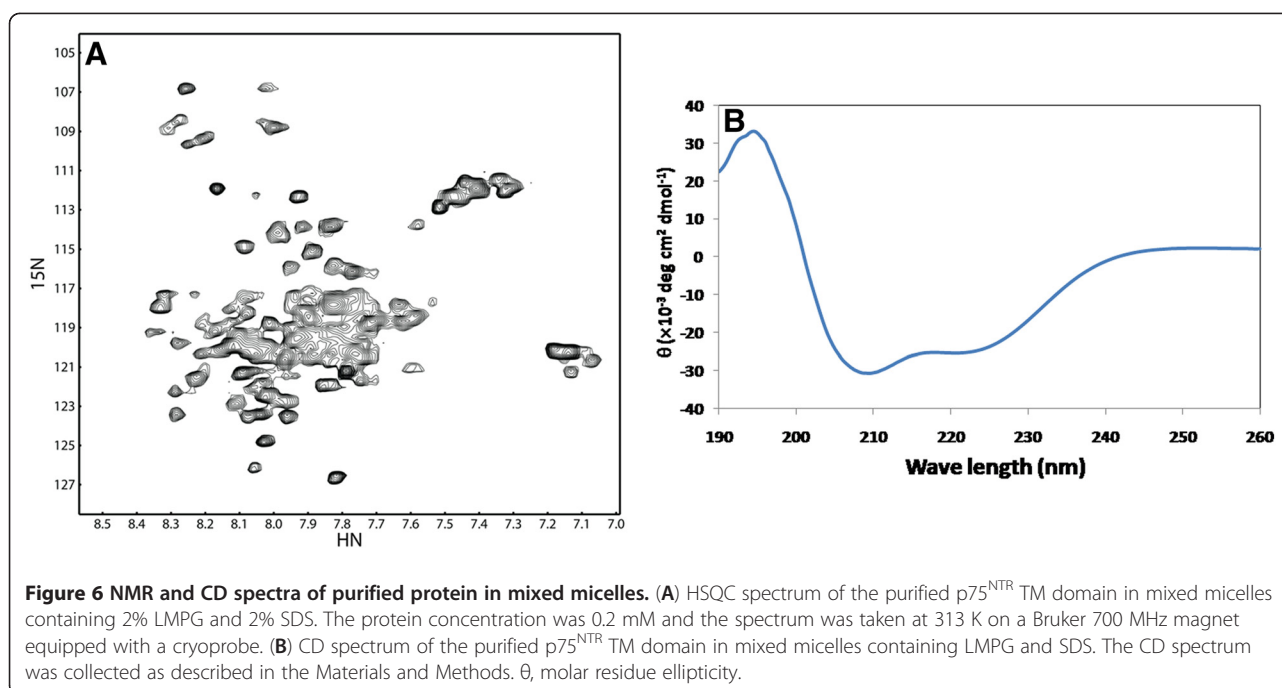 A
105
107
109
111
113
115
117
119
121
123
125
127
15N
8.5 8.4 8.3 8.2 8.1 8.0 7.9 7.8 7.7 7.6 7.5 7.4 7.3 7.2 7.1 7.0
HN
B
40
30
20
10
0
-10
-20
-30
-40
θ (×10⁻³ deg cm² dmol⁻¹)
190 200 210 220 230 240 250 260
Wave length (nm)
Figure 6 NMR and CD spectra of purified protein in mixed micelles. (A) HSQC spectrum of the purified p75ᴺᵀᴿ TM domain in mixed micelles
containing 2% LMPG and 2% SDS. The protein concentration was 0.2 mM and the spectrum was taken at 313 K on a Bruker 700 MHz magnet
equipped with a cryoprobe. (B) CD spectrum of the purified p75ᴺᵀᴿ TM domain in mixed micelles containing LMPG and SDS. The CD spectrum
was collected as described in the Materials and Methods. θ, molar residue ellipticity.